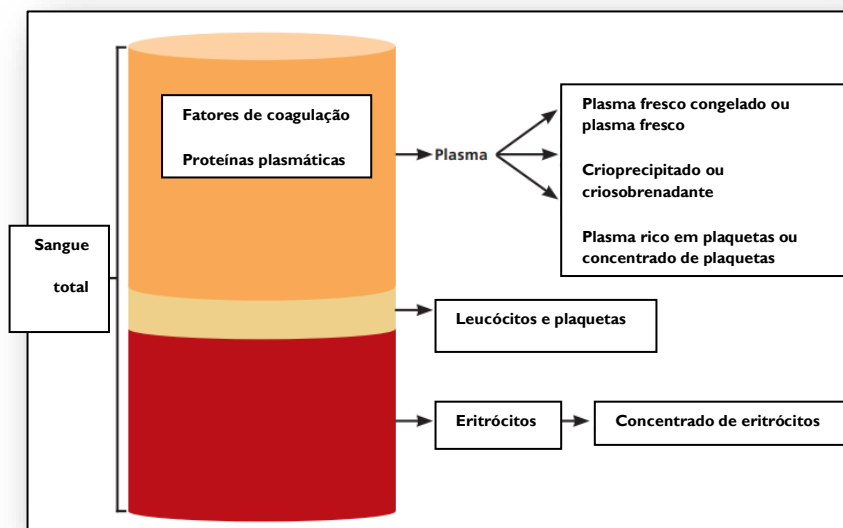 Fatores de coagulação
Proteínas plasmáticas
Plasma
Plasma fresco congelado ou
plasma fresco
Crioprecipitado ou
criosobrenadante
Plasma rico em plaquetas ou
concentrado de plaquetas
Sangue
total
Leucócitos e plaquetas
Eritrócitos
Concentrado de eritrócitos